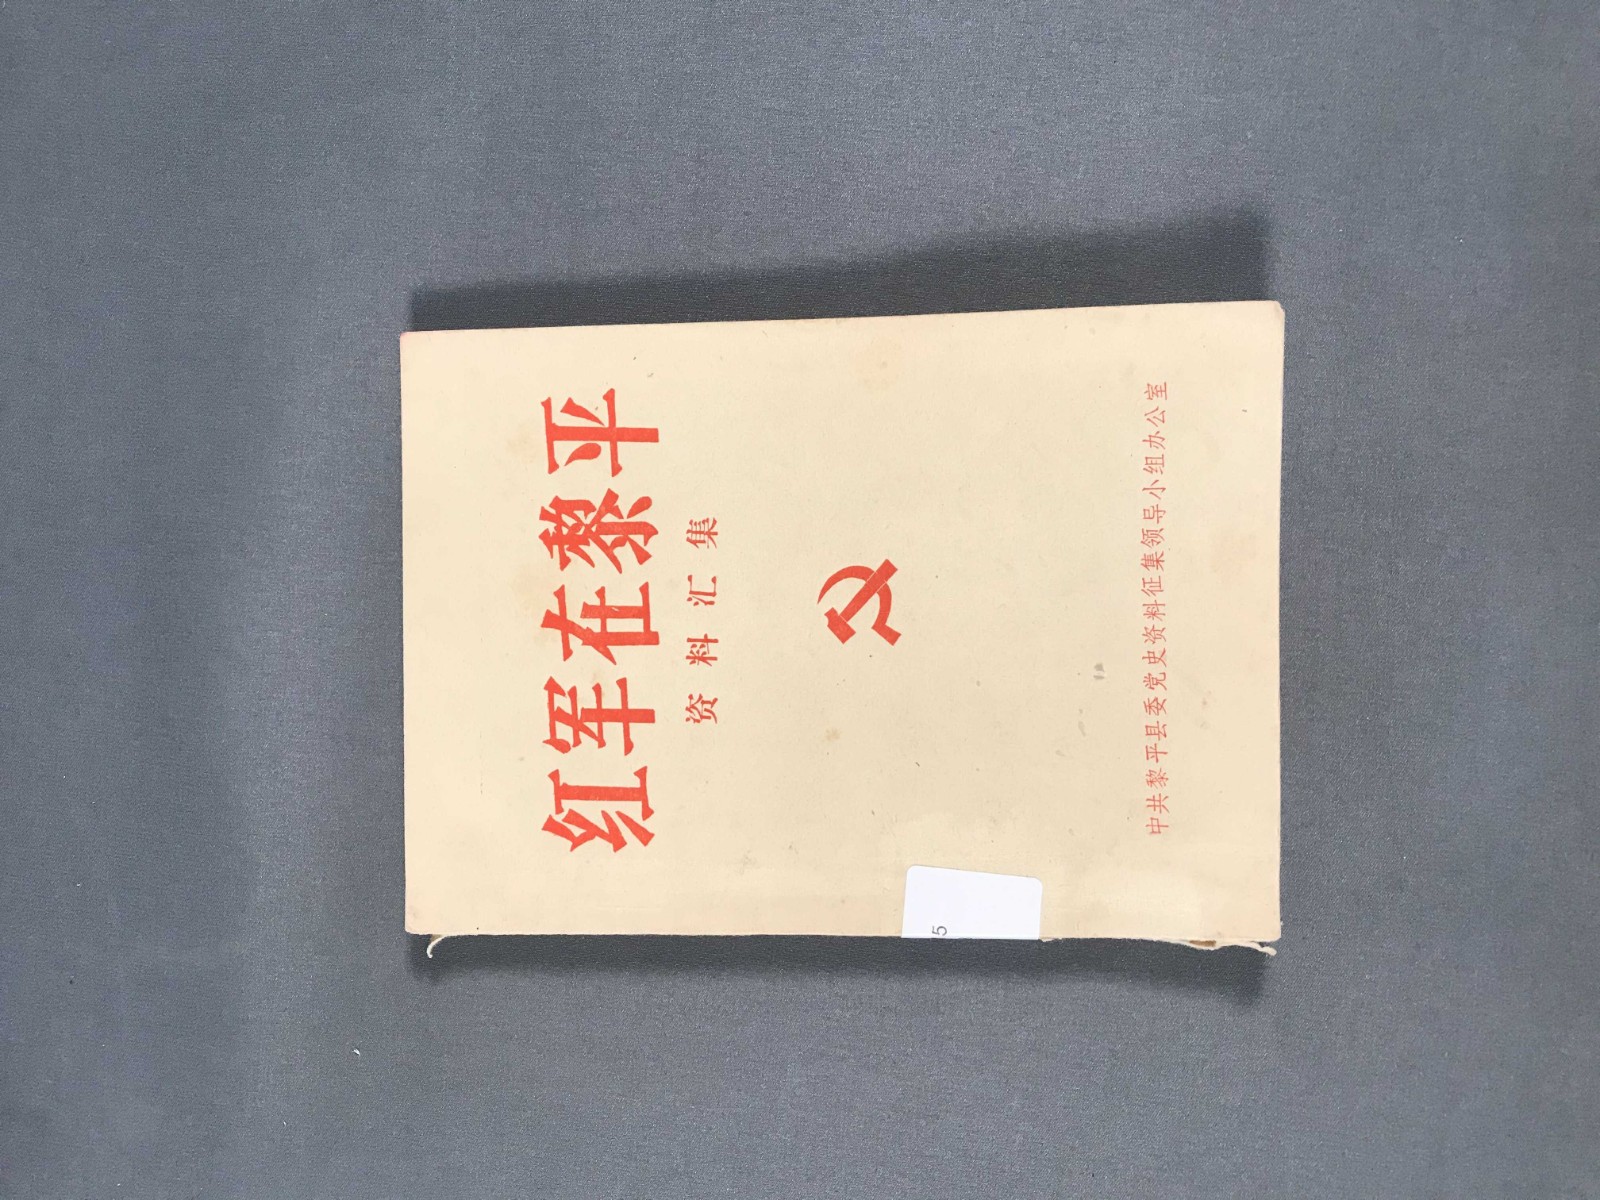 红军在黎平
资料汇集
中共黎平县委党史资料征集领导小组办公室
5